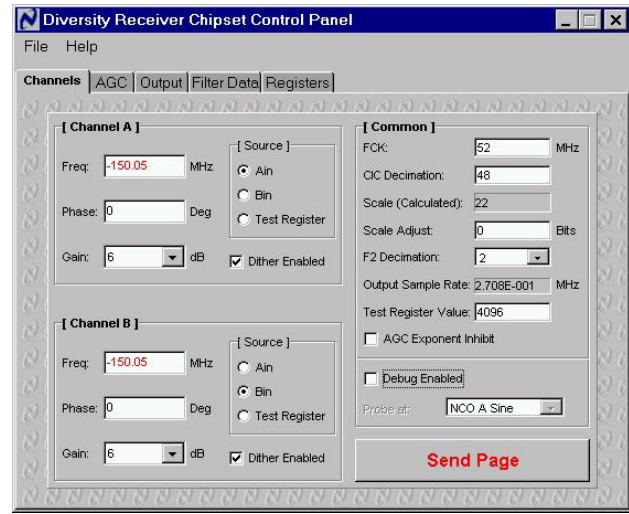 Diversity Receiver Chipset Control Panel
File Help
Channels AGC Output Filter Data Registers
[ Channel A ]
Freq: -150.05 MHz
Phase: 0 Deg
Gain: 6 dB
[ Source ]
Ain
Bin
Test Register
Dither Enabled
[ Channel B ]
Freq: -150.05 MHz
Phase: 0 Deg
Gain: 6 dB
[ Source ]
Ain
Bin
Test Register
Dither Enabled
[ Common ]
FCK: 52 MHz
CIC Decimation: 48
Scale (Calculated): 22
Scale Adjust: 0 Bits
F2 Decimation: 2
Output Sample Rate: 2.708E-001 MHz
Test Register Value: 4096
AGC Exponent Inhibit
Debug Enabled
Probe at: NCO A Sine
Send Page